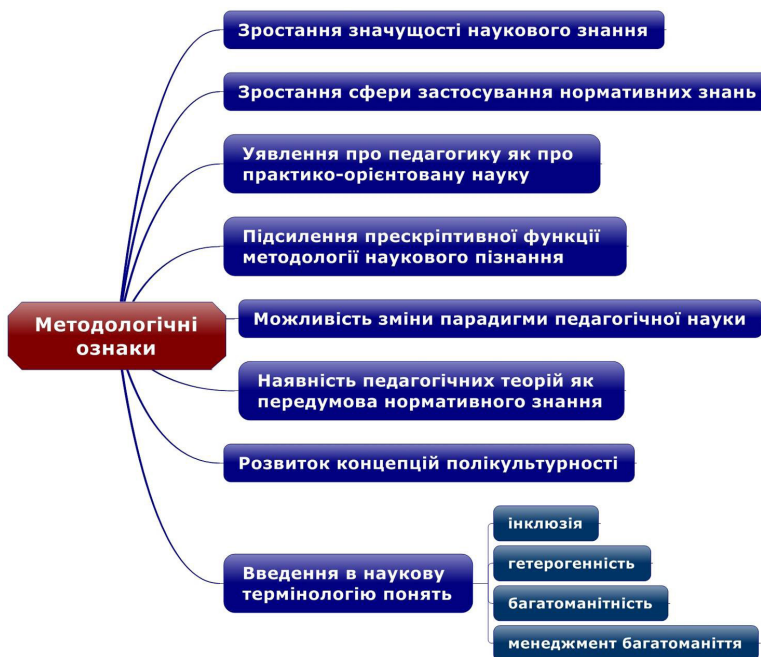 Зростання значущості наукового знання
Зростання сфери застосування нормативних знань
Уявлення про педагогику як про
практико-орієнтовану науку
Підсилення прескріптивної функції
методології наукового пізнання
Методологічні
ознаки
Можливість зміни парадигми педагогічної науки
Наявність педагогічних теорій як
передумова нормативного знання
Розвиток концепцій полікультурності
Введення в наукову
термінологію понять
інклюзія
гетерогенність
багатоманітність
менеджмент багатоманіття